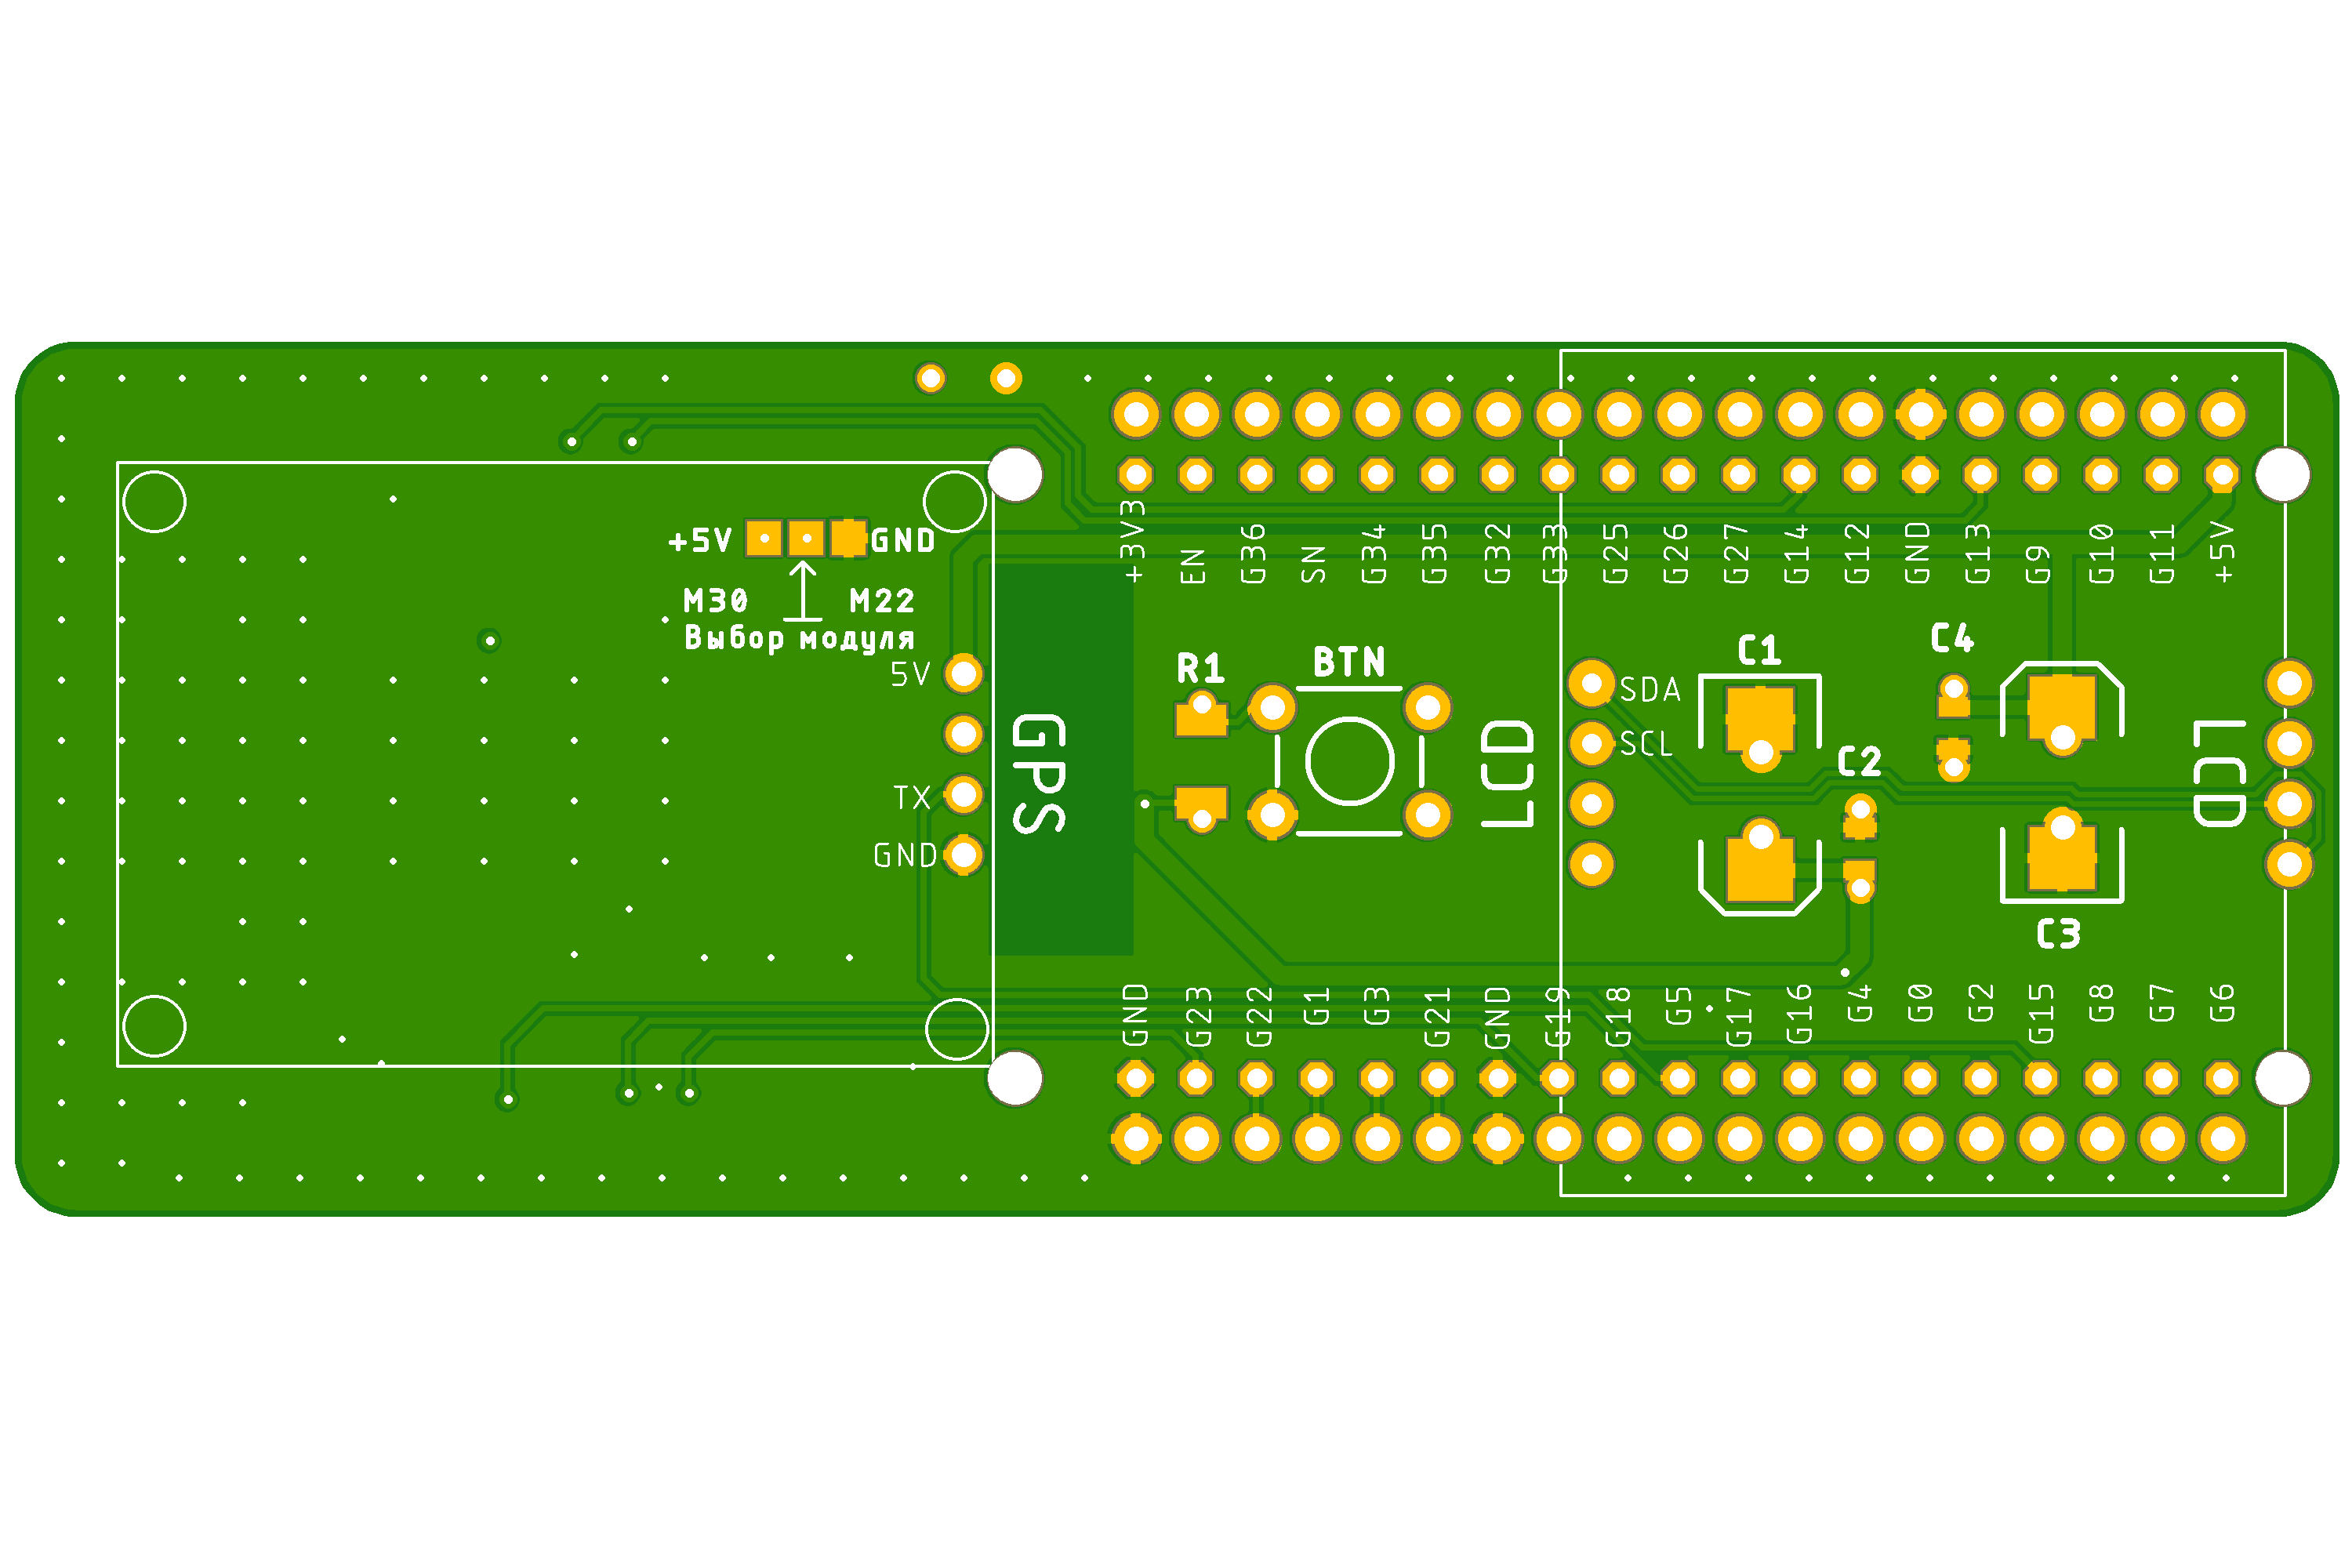 +3V3
EN
G36
SN
G34
G35
G32
G33
G25
G26
G27
G14
G12
GND
G13
G9
G10
G11
+5V
+5V
GND
M30
M22
Выбор модуля
5V
TX
GND
GPS
R1
BTN
LCD
SDA
SCL
C1
C2
C4
C3
LCD
GND
G23
G22
G1
G3
G21
GND
G19
G18
G5
G17
G16
G4
G0
G2
G15
G8
G7
G6